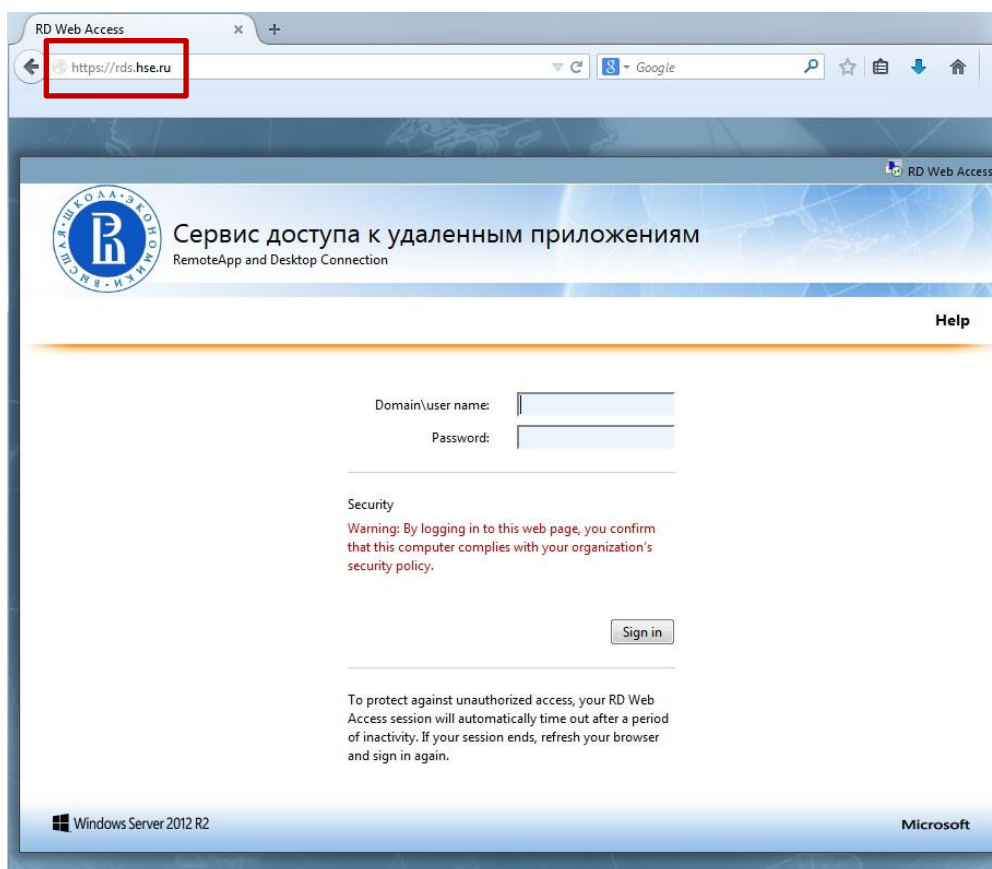 RD Web Access
https://rds.hse.ru
Google
RD Web Access
ВЫСШАЯ·ШКОЛА·ЭКОНОМИКИ
Сервис доступа к удаленным приложениям
RemoteApp and Desktop Connection
Help
Domain\user name:
Password:
Security
Warning: By logging in to this web page, you confirm
that this computer complies with your organization's
security policy.
Sign in
To protect against unauthorized access, your RD Web
Access session will automatically time out after a period
of inactivity. If your session ends, refresh your browser
and sign in again.
Windows Server 2012 R2
Microsoft